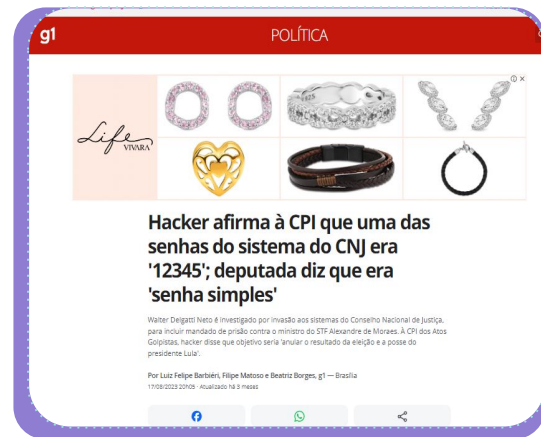 g1
POLÍTICA
Life
VIVARA
925
Hacker afirma à CPI que uma das
senhas do sistema do CNJ era
'12345'; deputada diz que era
'senha simples'
Walter Delgatti Neto é investigado por invasão aos sistemas do Conselho Nacional de Justiça,
para incluir mandado de prisão contra o ministro do STF Alexandre de Moraes. À CPI dos Atos
Golpistas, hacker disse que objetivo seria 'anular o resultado da eleição e a posse do
presidente Lula'.
Por Luiz Felipe Barbiéri, Filipe Matoso e Beatriz Borges, g1 — Brasília
17/08/2023 20h05 · Atualizado há 3 meses